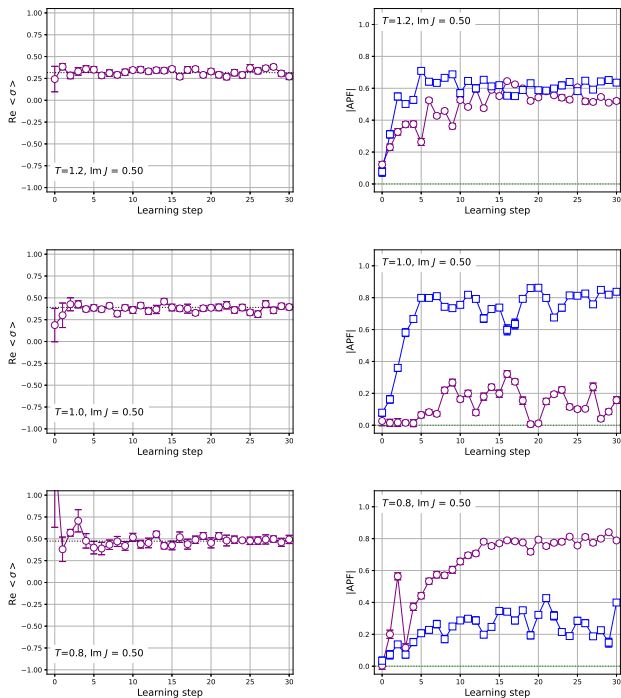 1.00
0.75
0.50
0.25
0.00
−0.25
−0.50
−0.75
−1.00
Re < σ >
T=1.2, Im J = 0.50
0 5 10 15 20 25 30
Learning step
1.0
0.8
0.6
0.4
0.2
0.0
|APF|
T=1.2, Im J = 0.50
0 5 10 15 20 25 30
Learning step
1.00
0.75
0.50
0.25
0.00
−0.25
−0.50
−0.75
−1.00
Re < σ >
T=1.0, Im J = 0.50
0 5 10 15 20 25 30
Learning step
1.0
0.8
0.6
0.4
0.2
0.0
|APF|
T=1.0, Im J = 0.50
0 5 10 15 20 25 30
Learning step
1.00
0.75
0.50
0.25
0.00
−0.25
−0.50
−0.75
−1.00
Re < σ >
T=0.8, Im J = 0.50
0 5 10 15 20 25 30
Learning step
1.0
0.8
0.6
0.4
0.2
0.0
|APF|
T=0.8, Im J = 0.50
0 5 10 15 20 25 30
Learning step